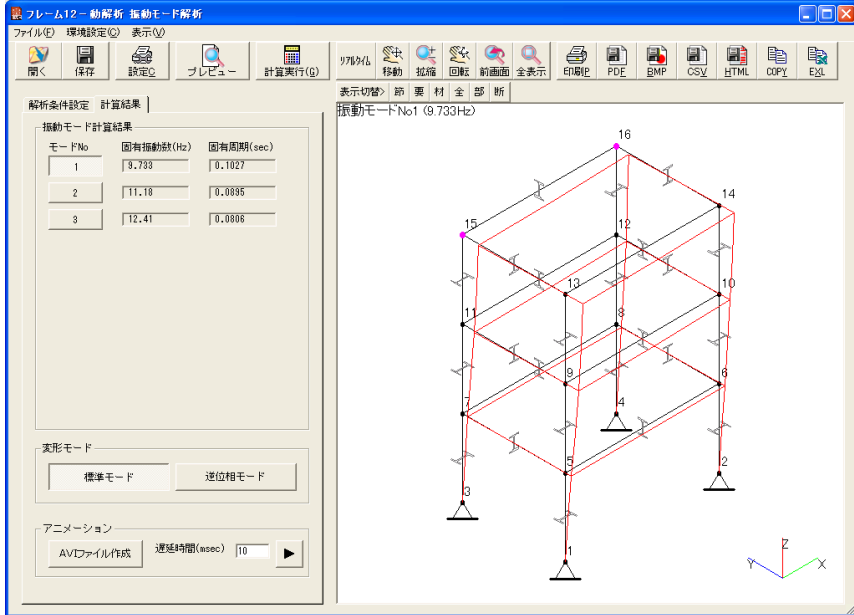 フレーム12－動解析 振動モード解析
ファイル(F) 環境設定(C) 表示(V)
開く 保存 設定C プレビュー 計算実行(G) リアルタイム 移動 拡縮 回転 前画面 全表示 印刷P PDF BMP CSV HTML COPY EXL
表示切替> 節 要 材 全 部 断
解析条件設定 計算結果
振動モードNo1 (9.733Hz)
振動モード計算結果
モードNo 固有振動数(Hz) 固有周期(sec)
1 9.733 0.1027
2 11.18 0.0895
3 12.41 0.0806
変形モード
標準モード 逆位相モード
アニメーション
AVIファイル作成 遅延時間(msec) 10
16
14
15
12
13
10
11
8
9
6
7
4
5
2
3
1
Z
Y
X